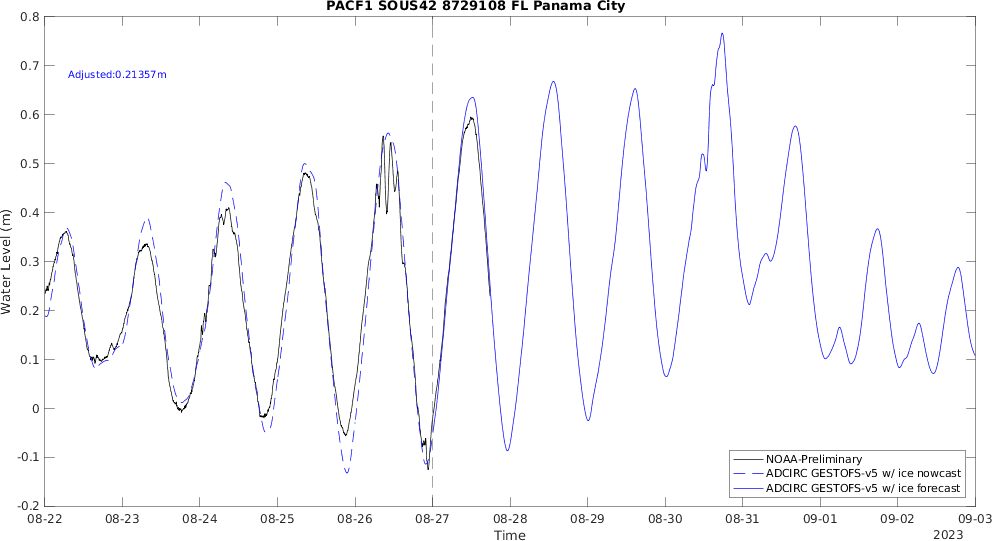 PACF1 SOUS42 8729108 FL Panama City
0.8
0.7
0.6
0.5
0.4
0.3
0.2
0.1
0
-0.1
-0.2
Water Level (m)
Adjusted:0.21357m
NOAA-Preliminary
ADCIRC GESTOFS-v5 w/ ice nowcast
ADCIRC GESTOFS-v5 w/ ice forecast
08-22 08-23 08-24 08-25 08-26 08-27 08-28 08-29 08-30 08-31 09-01 09-02 09-03
Time
2023